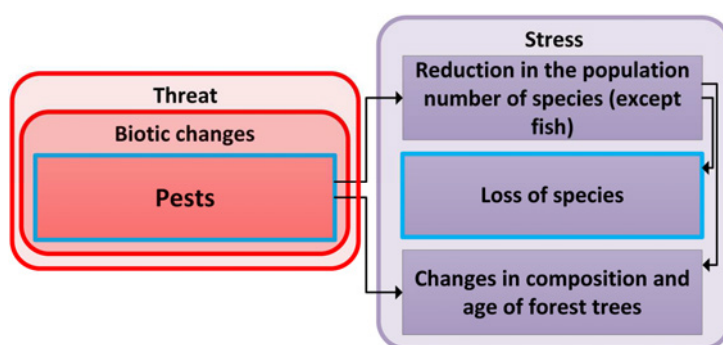 Threat
Biotic changes
Pests
Stress
Reduction in the population
number of species (except
fish)
Loss of species
Changes in composition and
age of forest trees